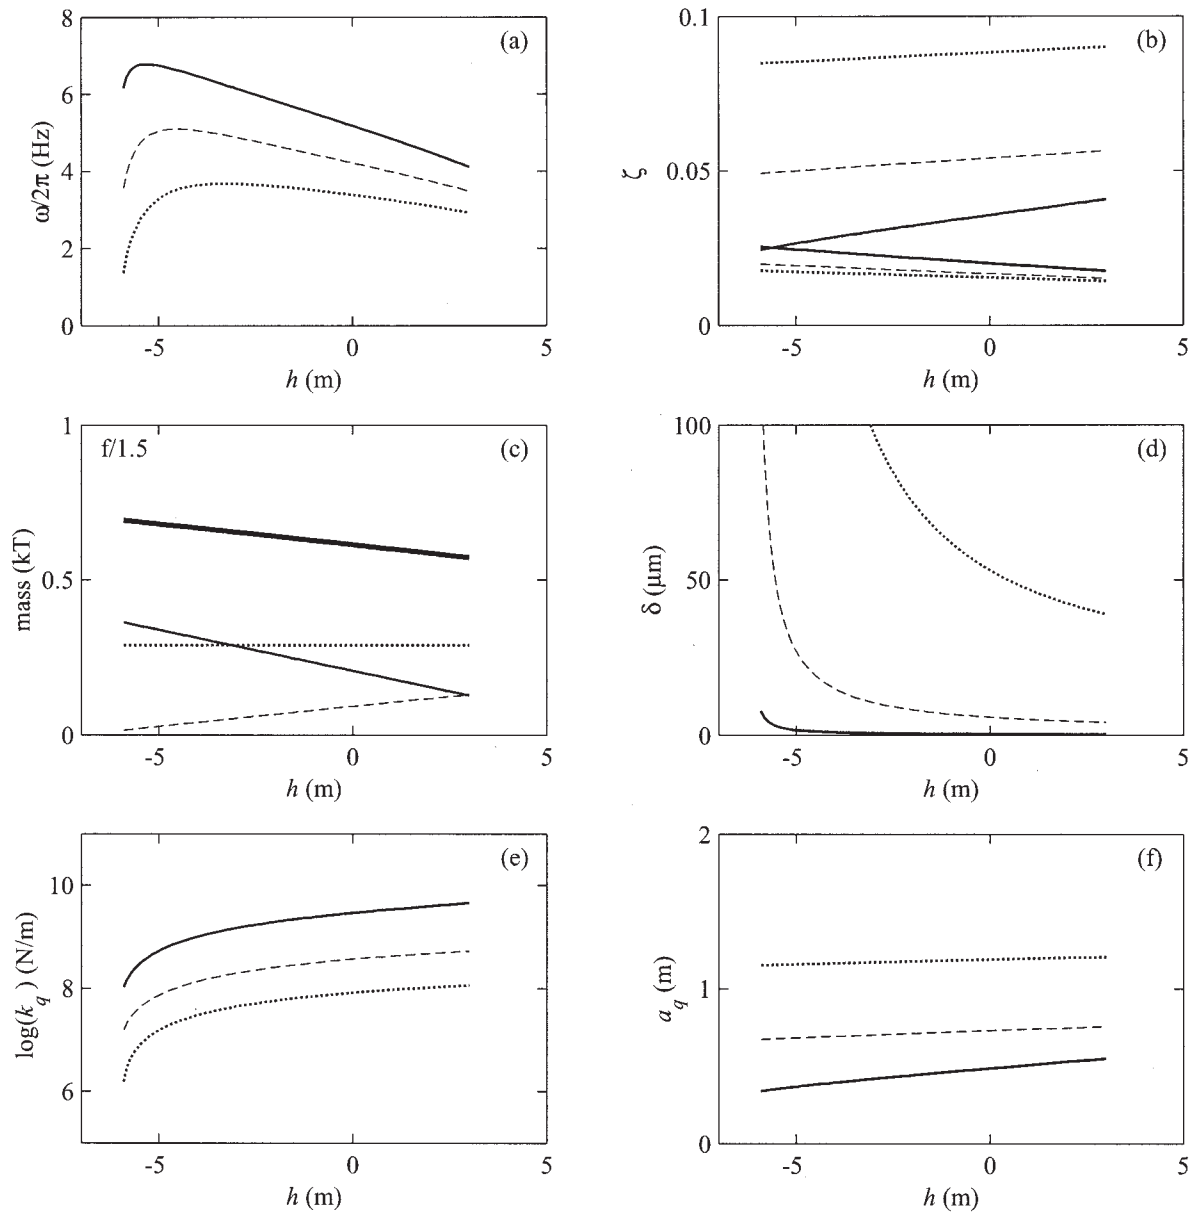 (a)
8
6
4
2
0
ω/2π (Hz)
-5
0
5
h (m)
(b)
0.1
0.05
0
ζ
-5
0
5
h (m)
f/1.5
(c)
1
0.5
0
mass (kT)
-5
0
5
h (m)
(d)
100
50
0
δ (μm)
-5
0
5
h (m)
(e)
10
8
6
log(k_q) (N/m)
-5
0
5
h (m)
(f)
2
1
0
a_q (m)
-5
0
5
h (m)